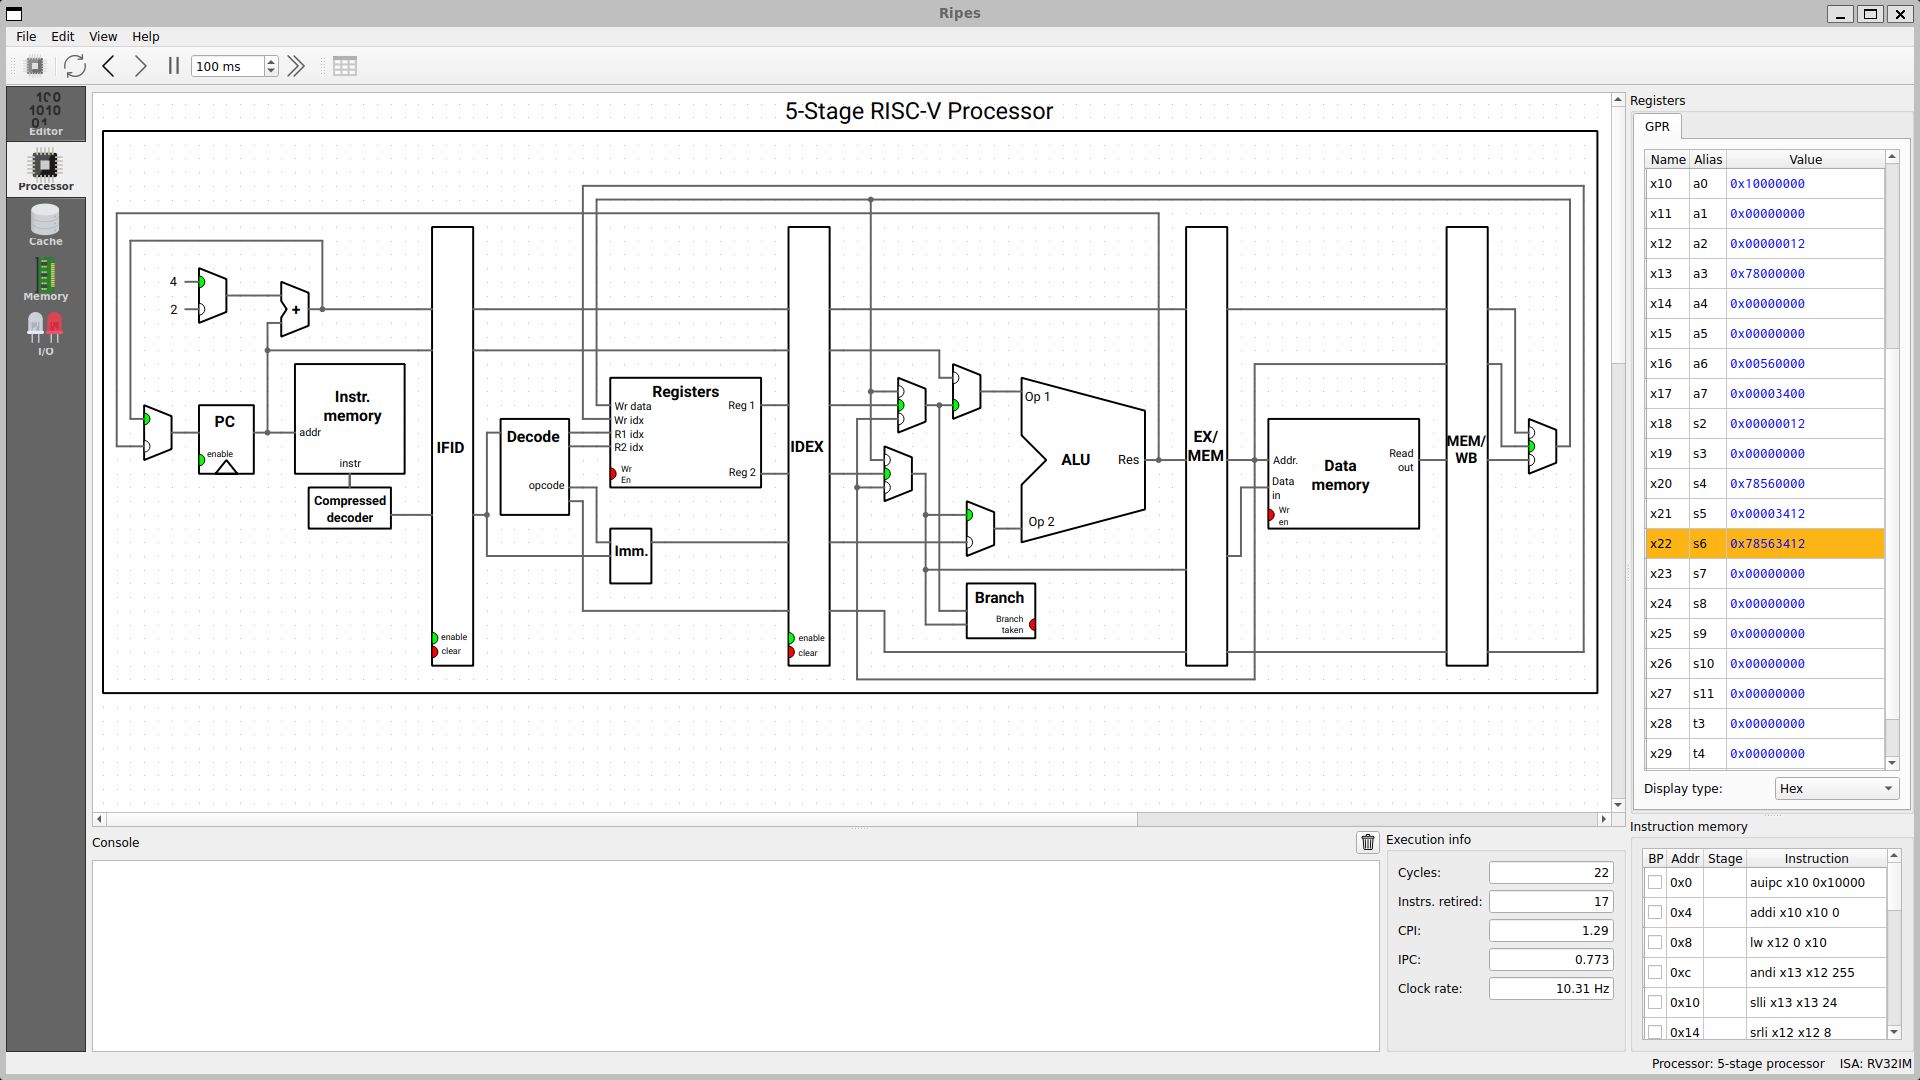 Ripes
File Edit View Help
100 ms
Editor
Processor
Cache
Memory
I/O
5-Stage RISC-V Processor
4
2
+
PC
enable
Instr.
memory
addr
instr
Compressed
decoder
IFID
enable
clear
Decode
opcode
Registers
Wr data
Wr idx
R1 idx
R2 idx
Wr
En
Reg 1
Reg 2
Imm.
IDEX
enable
clear
Op 1
Op 2
ALU
Res
Branch
Branch
taken
EX/
MEM
Addr.
Data
in
Wr
en
Data
memory
Read
out
MEM/
WB
Registers
GPR
Name Alias Value
x10 a0 0x10000000
x11 a1 0x00000000
x12 a2 0x00000012
x13 a3 0x78000000
x14 a4 0x00000000
x15 a5 0x00000000
x16 a6 0x00560000
x17 a7 0x00003400
x18 s2 0x00000012
x19 s3 0x00000000
x20 s4 0x78560000
x21 s5 0x00003412
x22 s6 0x78563412
x23 s7 0x00000000
x24 s8 0x00000000
x25 s9 0x00000000
x26 s10 0x00000000
x27 s11 0x00000000
x28 t3 0x00000000
x29 t4 0x00000000
Display type: Hex
Console
Execution info
Cycles: 22
Instrs. retired: 17
CPI: 1.29
IPC: 0.773
Clock rate: 10.31 Hz
Instruction memory
BP Addr Stage Instruction
0x0 auipc x10 0x10000
0x4 addi x10 x10 0
0x8 lw x12 0 x10
0xc andi x13 x12 255
0x10 slli x13 x13 24
0x14 srli x12 x12 8
Processor: 5-stage processor ISA: RV32IM